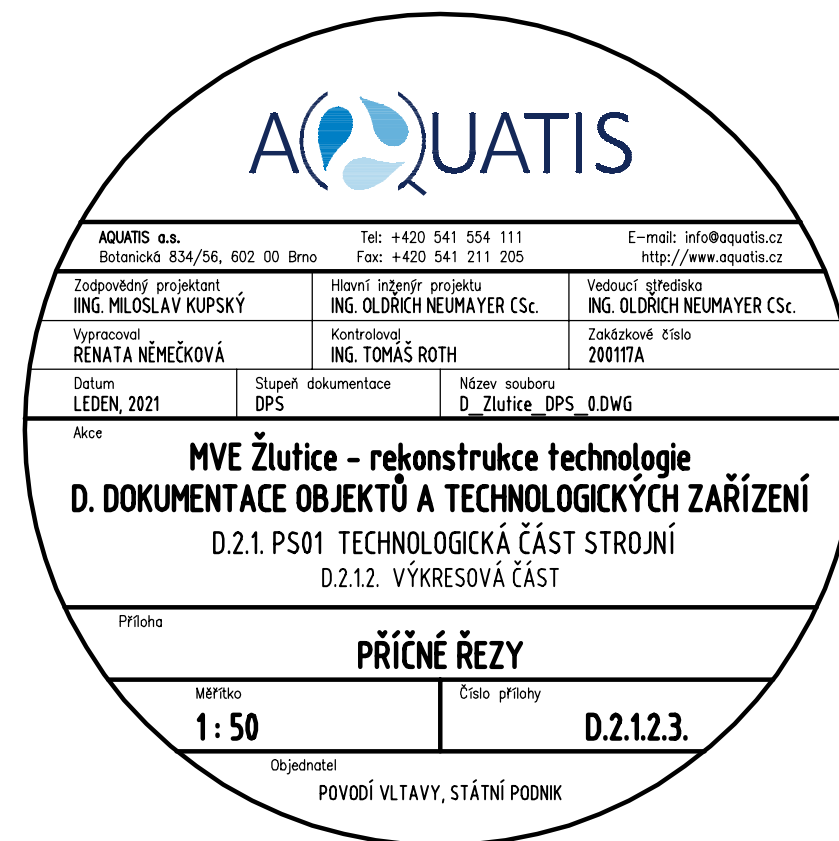 AQUATIS
AQUATIS a.s. Tel: +420 541 554 111 E-mail: info@aquatis.cz
Botanická 834/56, 602 00 Brno Fax: +420 541 211 205 http://www.aquatis.cz
Zodpovědný projektant Hlavní inženýr projektu Vedoucí střediska
IING. MILOSLAV KUPSKÝ ING. OLDŘICH NEUMAYER CSc. ING. OLDŘICH NEUMAYER CSc.
Vypracoval Kontroloval Zakázkové číslo
RENATA NĚMEČKOVÁ ING. TOMÁŠ ROTH 200117A
Datum Stupeň dokumentace Název souboru
LEDEN, 2021 DPS D_Zlutice_DPS_0.DWG
Akce
MVE Žlutice - rekonstrukce technologie
D. DOKUMENTACE OBJEKTŮ A TECHNOLOGICKÝCH ZAŘÍZENÍ
D.2.1. PS01 TECHNOLOGICKÁ ČÁST STROJNÍ
D.2.1.2. VÝKRESOVÁ ČÁST
Příloha
PŘÍČNÉ ŘEZY
Měřítko Číslo přílohy
1 : 50 D.2.1.2.3.
Objednatel
POVODÍ VLTAVY, STÁTNÍ PODNIK